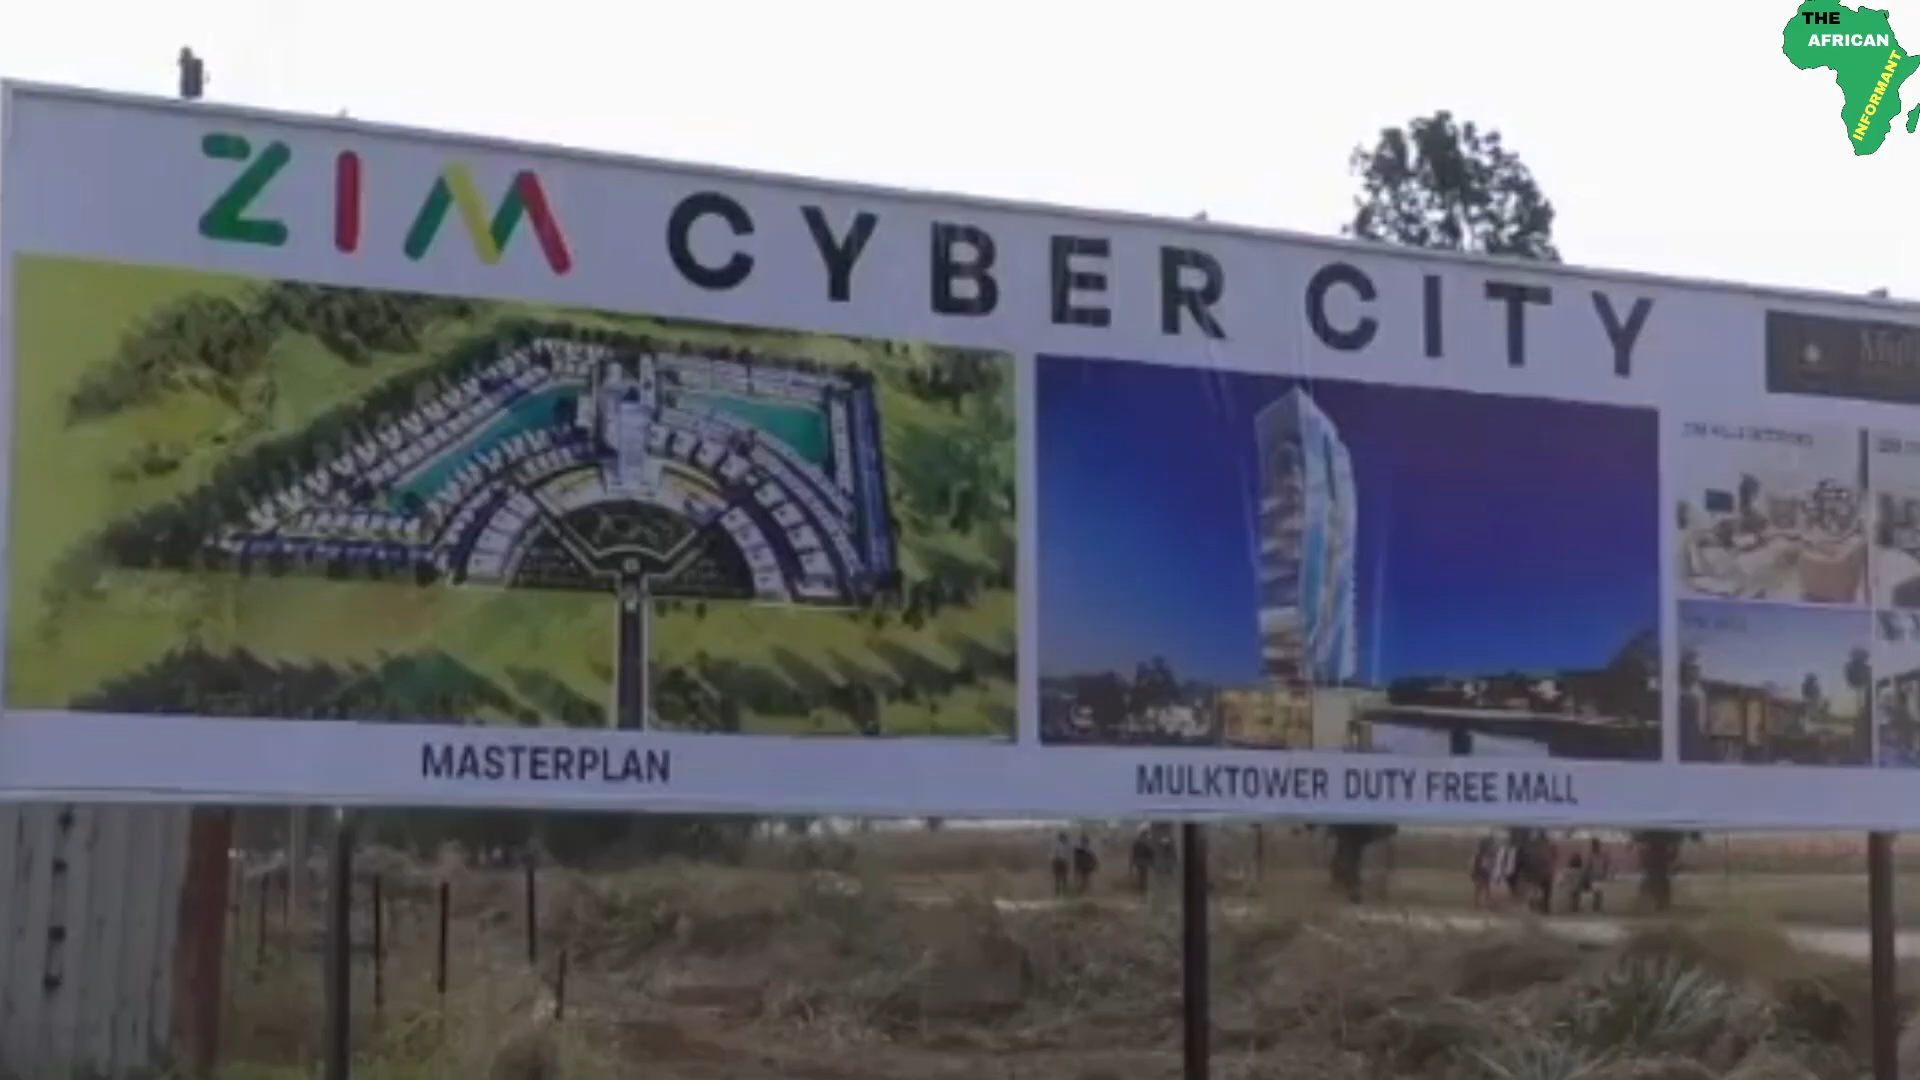 THE
AFRICAN
INFORMANT
ZIM CYBER CITY
MASTERPLAN
MULKTOWER DUTY FREE MALL